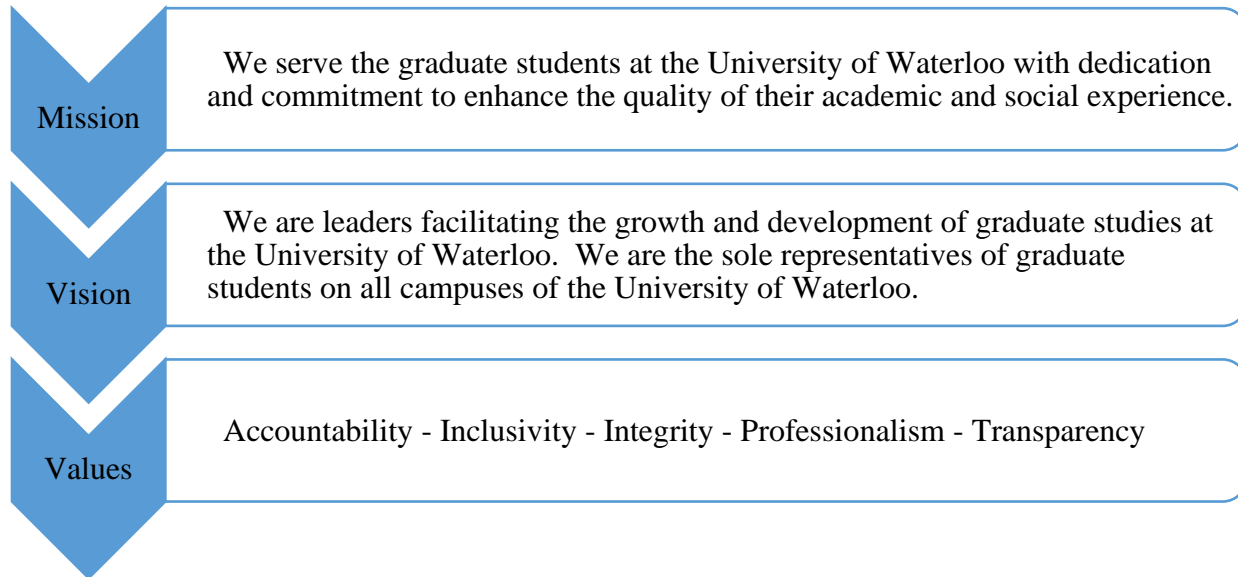 Mission
We serve the graduate students at the University of Waterloo with dedication
and commitment to enhance the quality of their academic and social experience.
Vision
We are leaders facilitating the growth and development of graduate studies at
the University of Waterloo.  We are the sole representatives of graduate
students on all campuses of the University of Waterloo.
Values
Accountability - Inclusivity - Integrity - Professionalism - Transparency